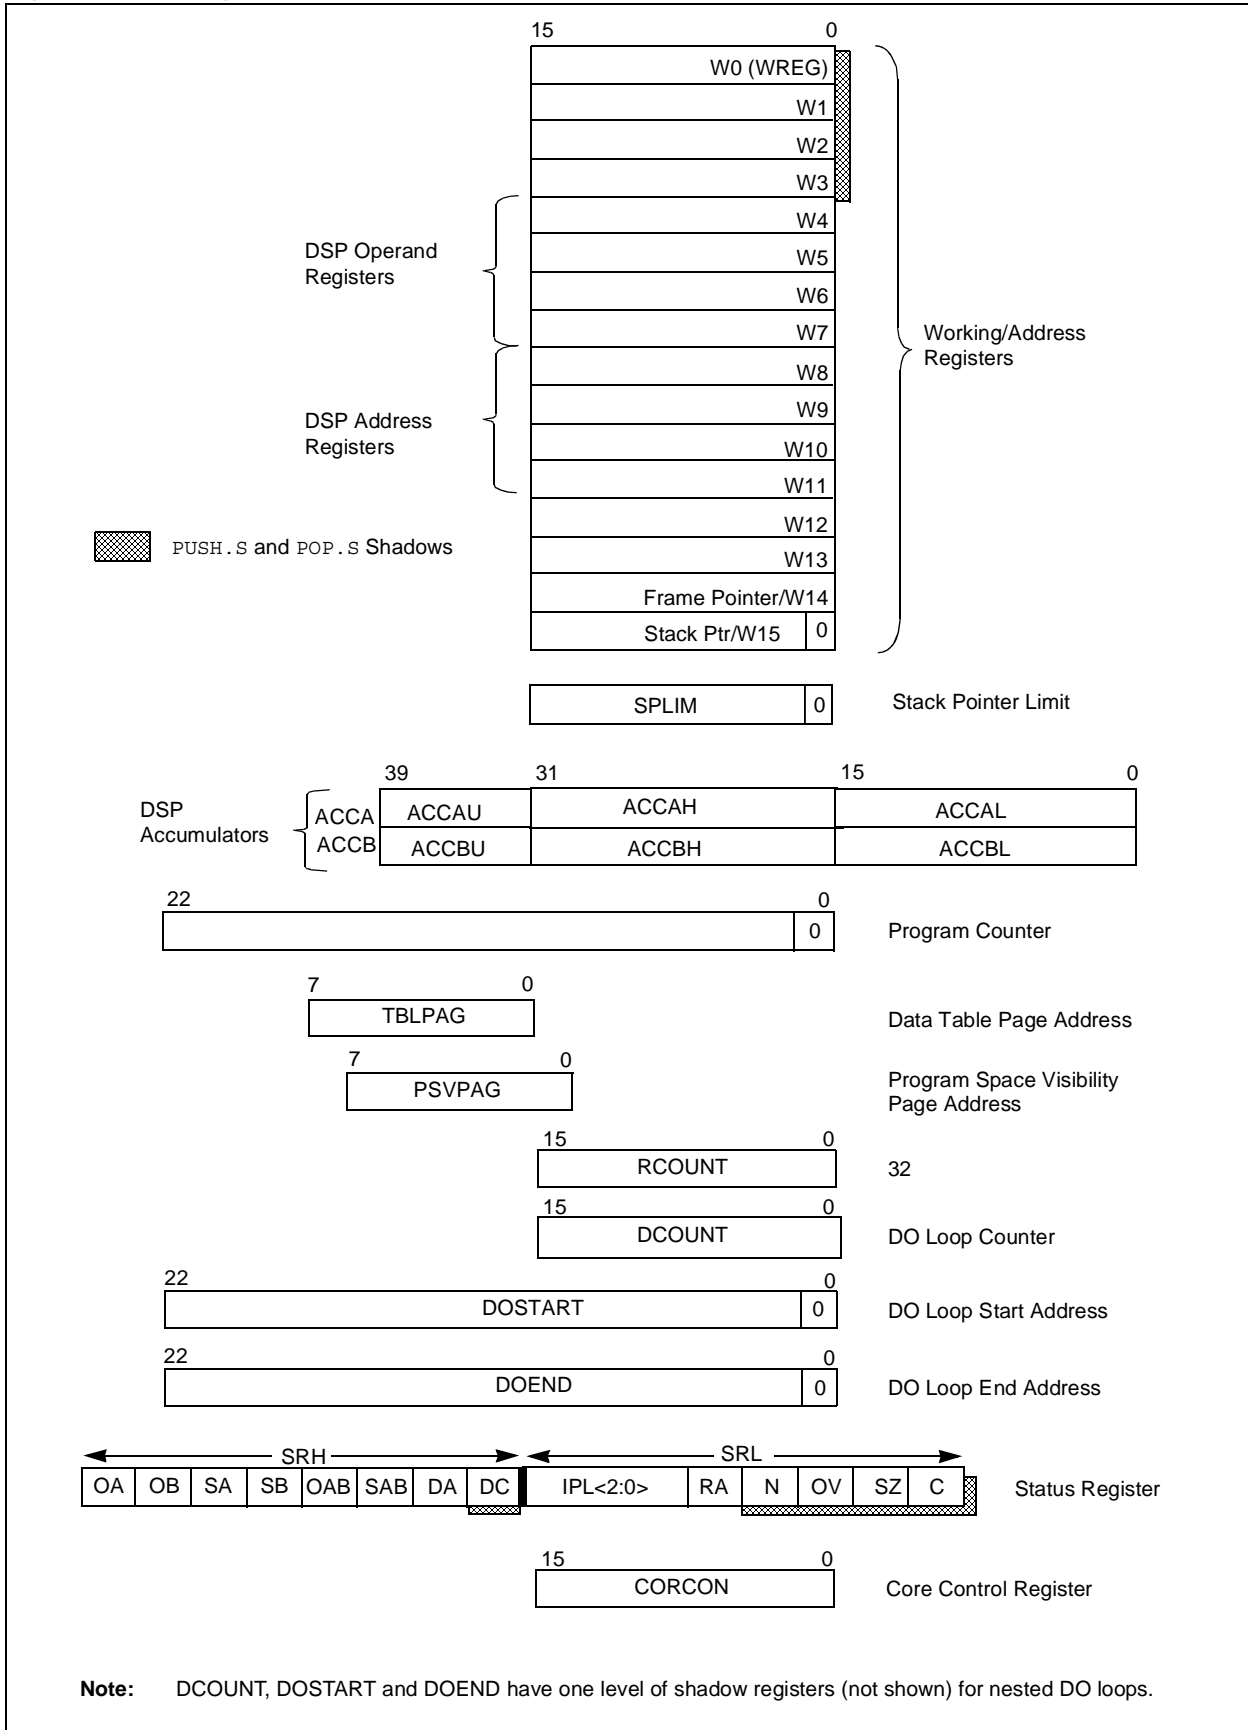 15 0
W0 (WREG)
W1
W2
W3
W4
DSP Operand
Registers
W5
W6
W7
Working/Address
Registers
W8
DSP Address
Registers
W9
W10
W11
W12
PUSH.S and POP.S Shadows
W13
Frame Pointer/W14
Stack Ptr/W15 0
SPLIM 0 Stack Pointer Limit
39 31 15 0
DSP
Accumulators
ACCA ACCAU ACCAH ACCAL
ACCB ACCBU ACCBH ACCBL
22 0
0 Program Counter
7 0
TBLPAG Data Table Page Address
7 0
PSVPAG Program Space Visibility
Page Address
15 0
RCOUNT 32
15 0
DCOUNT DO Loop Counter
22 0
DOSTART 0 DO Loop Start Address
22 0
DOEND 0 DO Loop End Address
SRH SRL
OA OB SA SB OAB SAB DA DC IPL<2:0> RA N OV SZ C Status Register
15 0
CORCON Core Control Register
Note: DCOUNT, DOSTART and DOEND have one level of shadow registers (not shown) for nested DO loops.